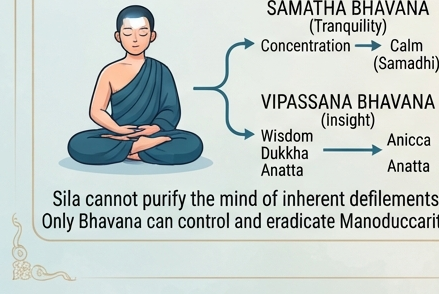 SAMATHA BHAVANA
(Tranquility)
Concentration → Calm
(Samadhi)
VIPASSANA BHAVANA
(Insight)
Wisdom
Dukkha
Anatta
Anicca
Anatta
Sila cannot purify the mind of inherent defilements
Only Bhavana can control and eradicate Manoduccarit